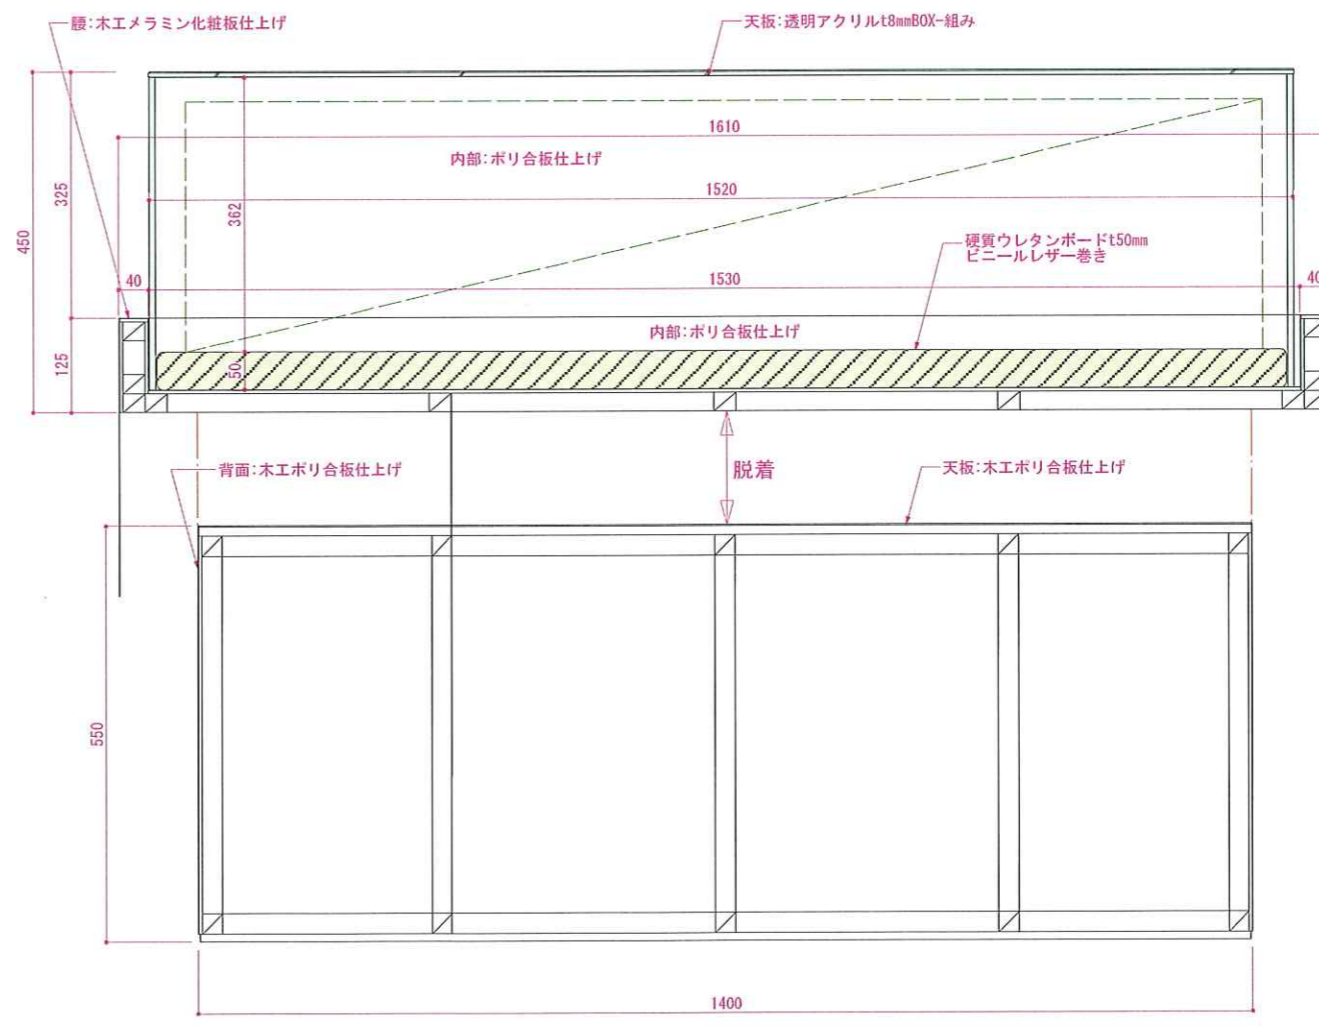 腰:木工メラミン化粧板仕上げ
天板:透明アクリルt8mmBOX-組み
1610
内部:ポリ合板仕上げ
325
362
1520
450
硬質ウレタンボードt50mm
ビニールレザー巻き
40
1530
40
内部:ポリ合板仕上げ
125
50
背面:木工ポリ合板仕上げ
脱着
天板:木工ポリ合板仕上げ
550
1400